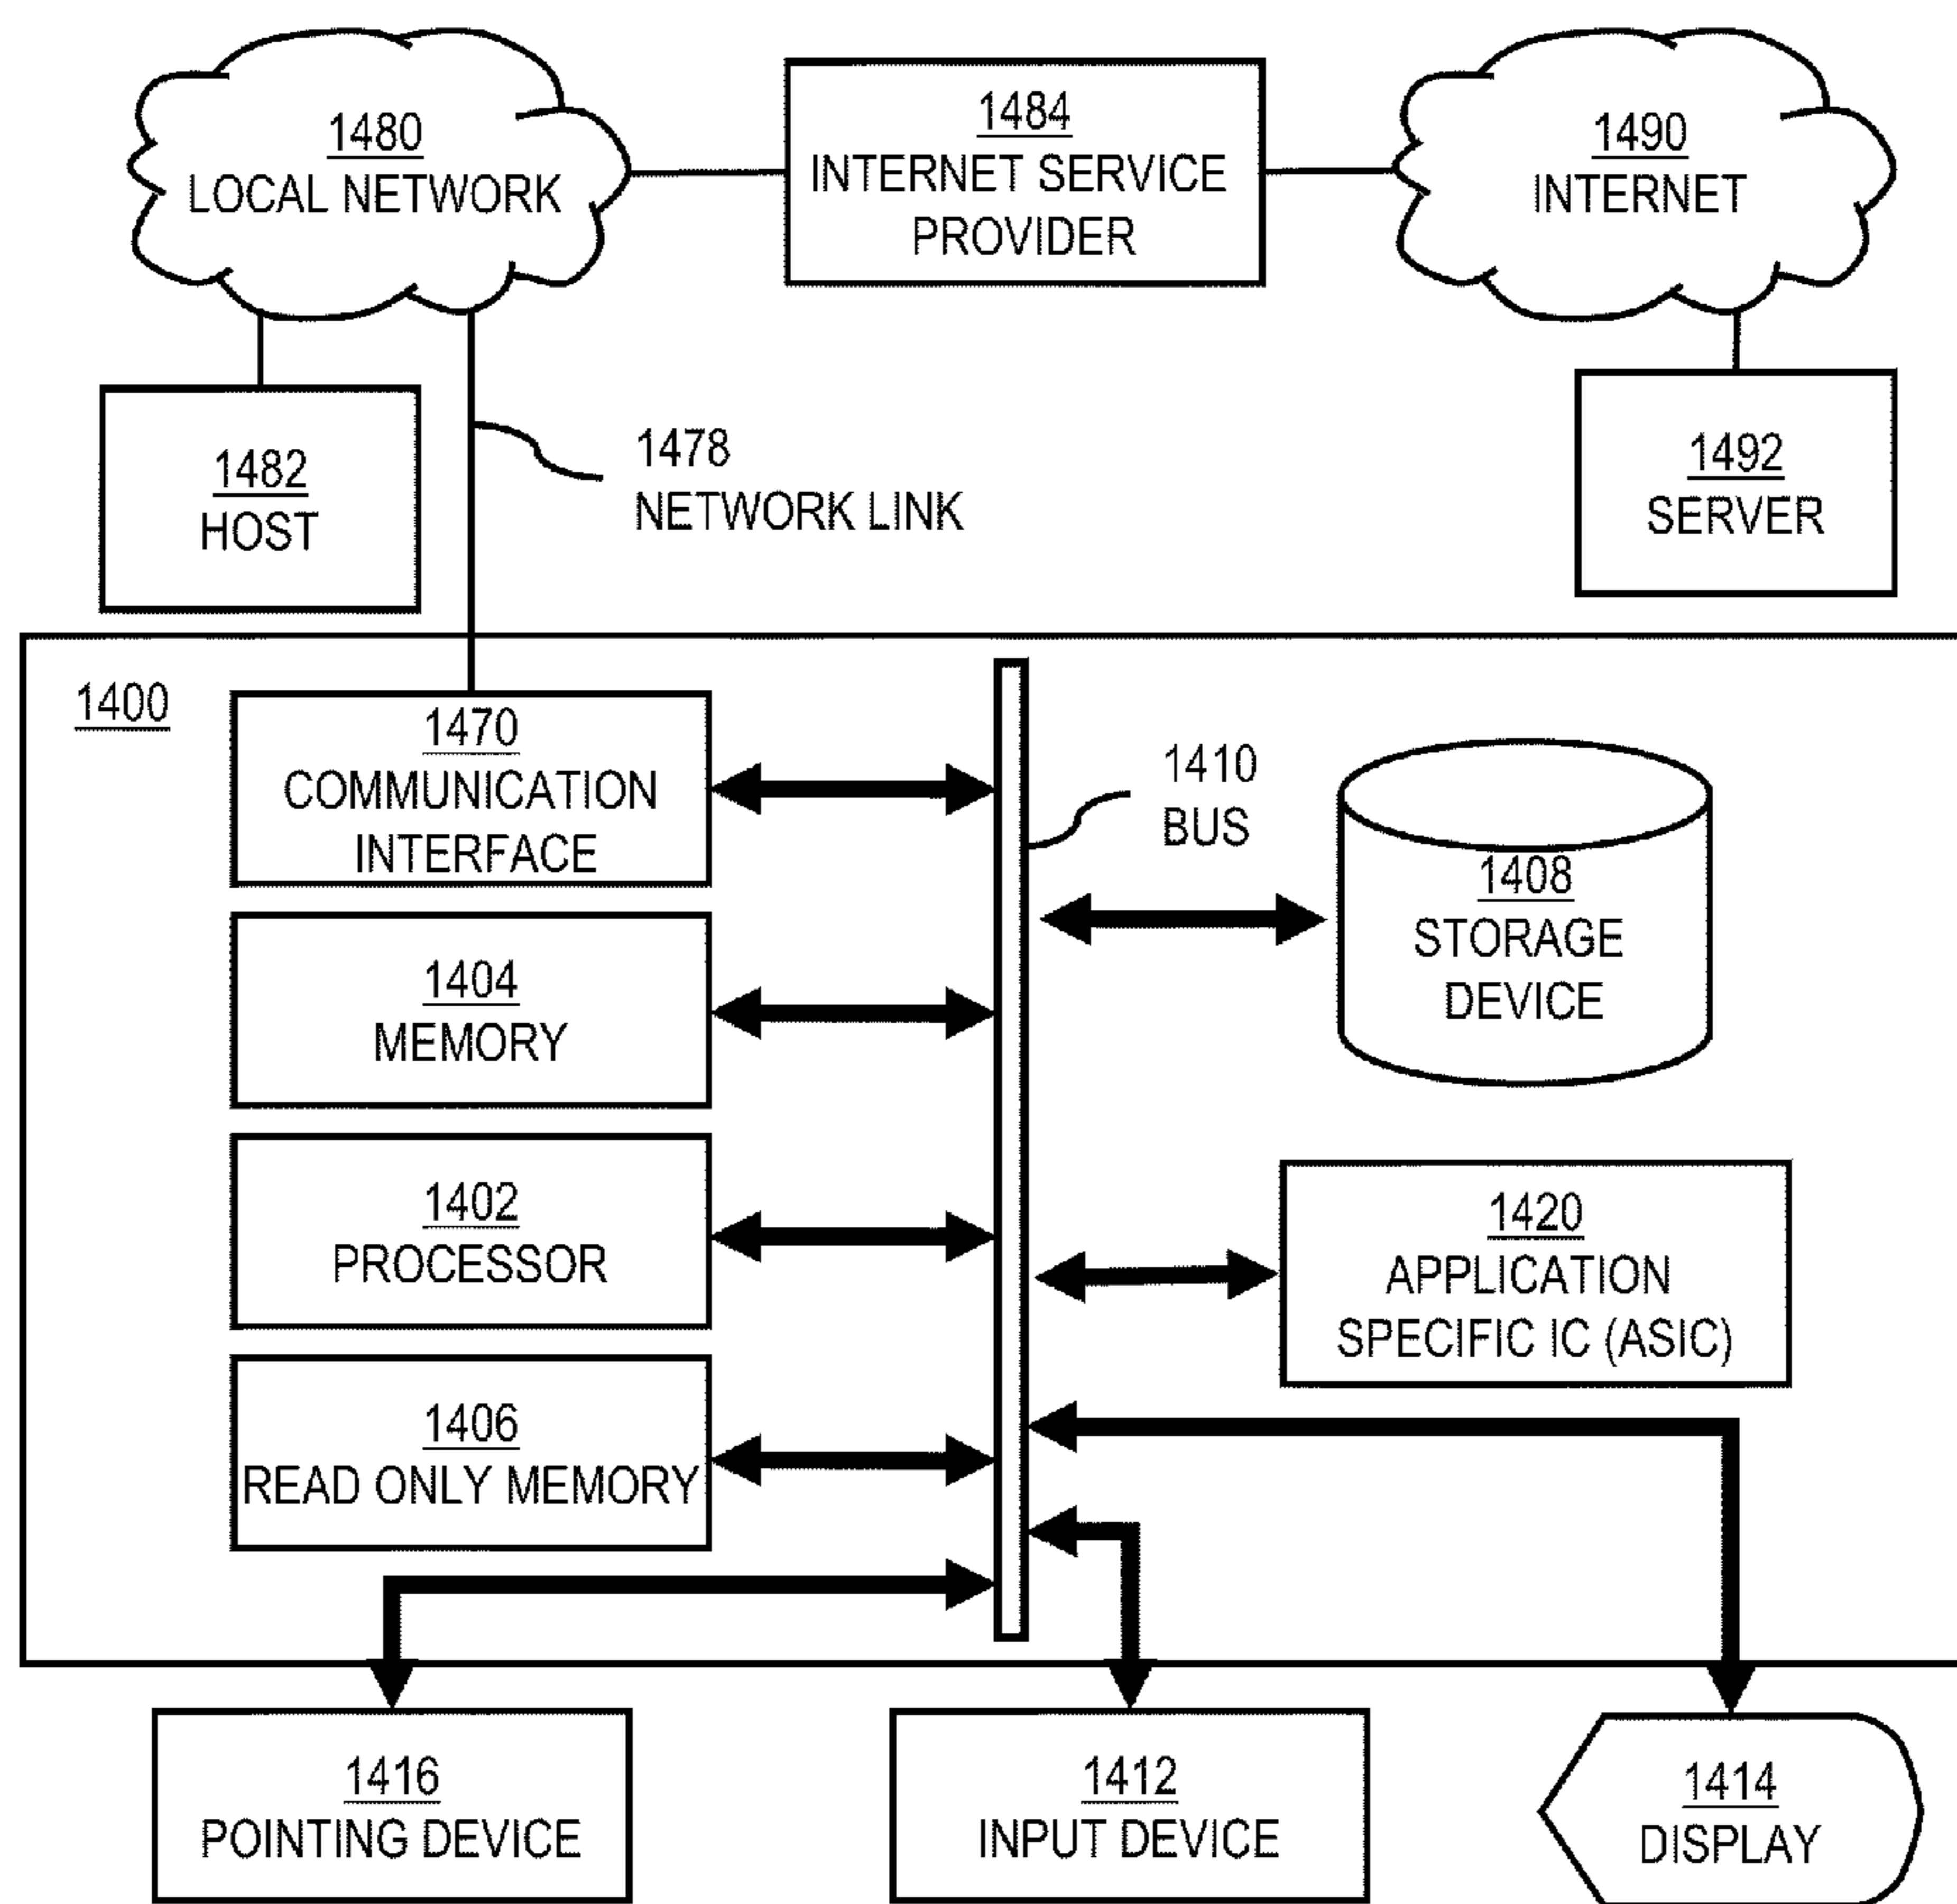 1480
LOCAL NETWORK
1484
INTERNET SERVICE
PROVIDER
1490
INTERNET
1482
HOST
1478
NETWORK LINK
1492
SERVER
1400
1470
COMMUNICATION
INTERFACE
1410
BUS
1408
STORAGE
DEVICE
1404
MEMORY
1402
PROCESSOR
1420
APPLICATION
SPECIFIC IC (ASIC)
1406
READ ONLY MEMORY
1416
POINTING DEVICE
1412
INPUT DEVICE
1414
DISPLAY